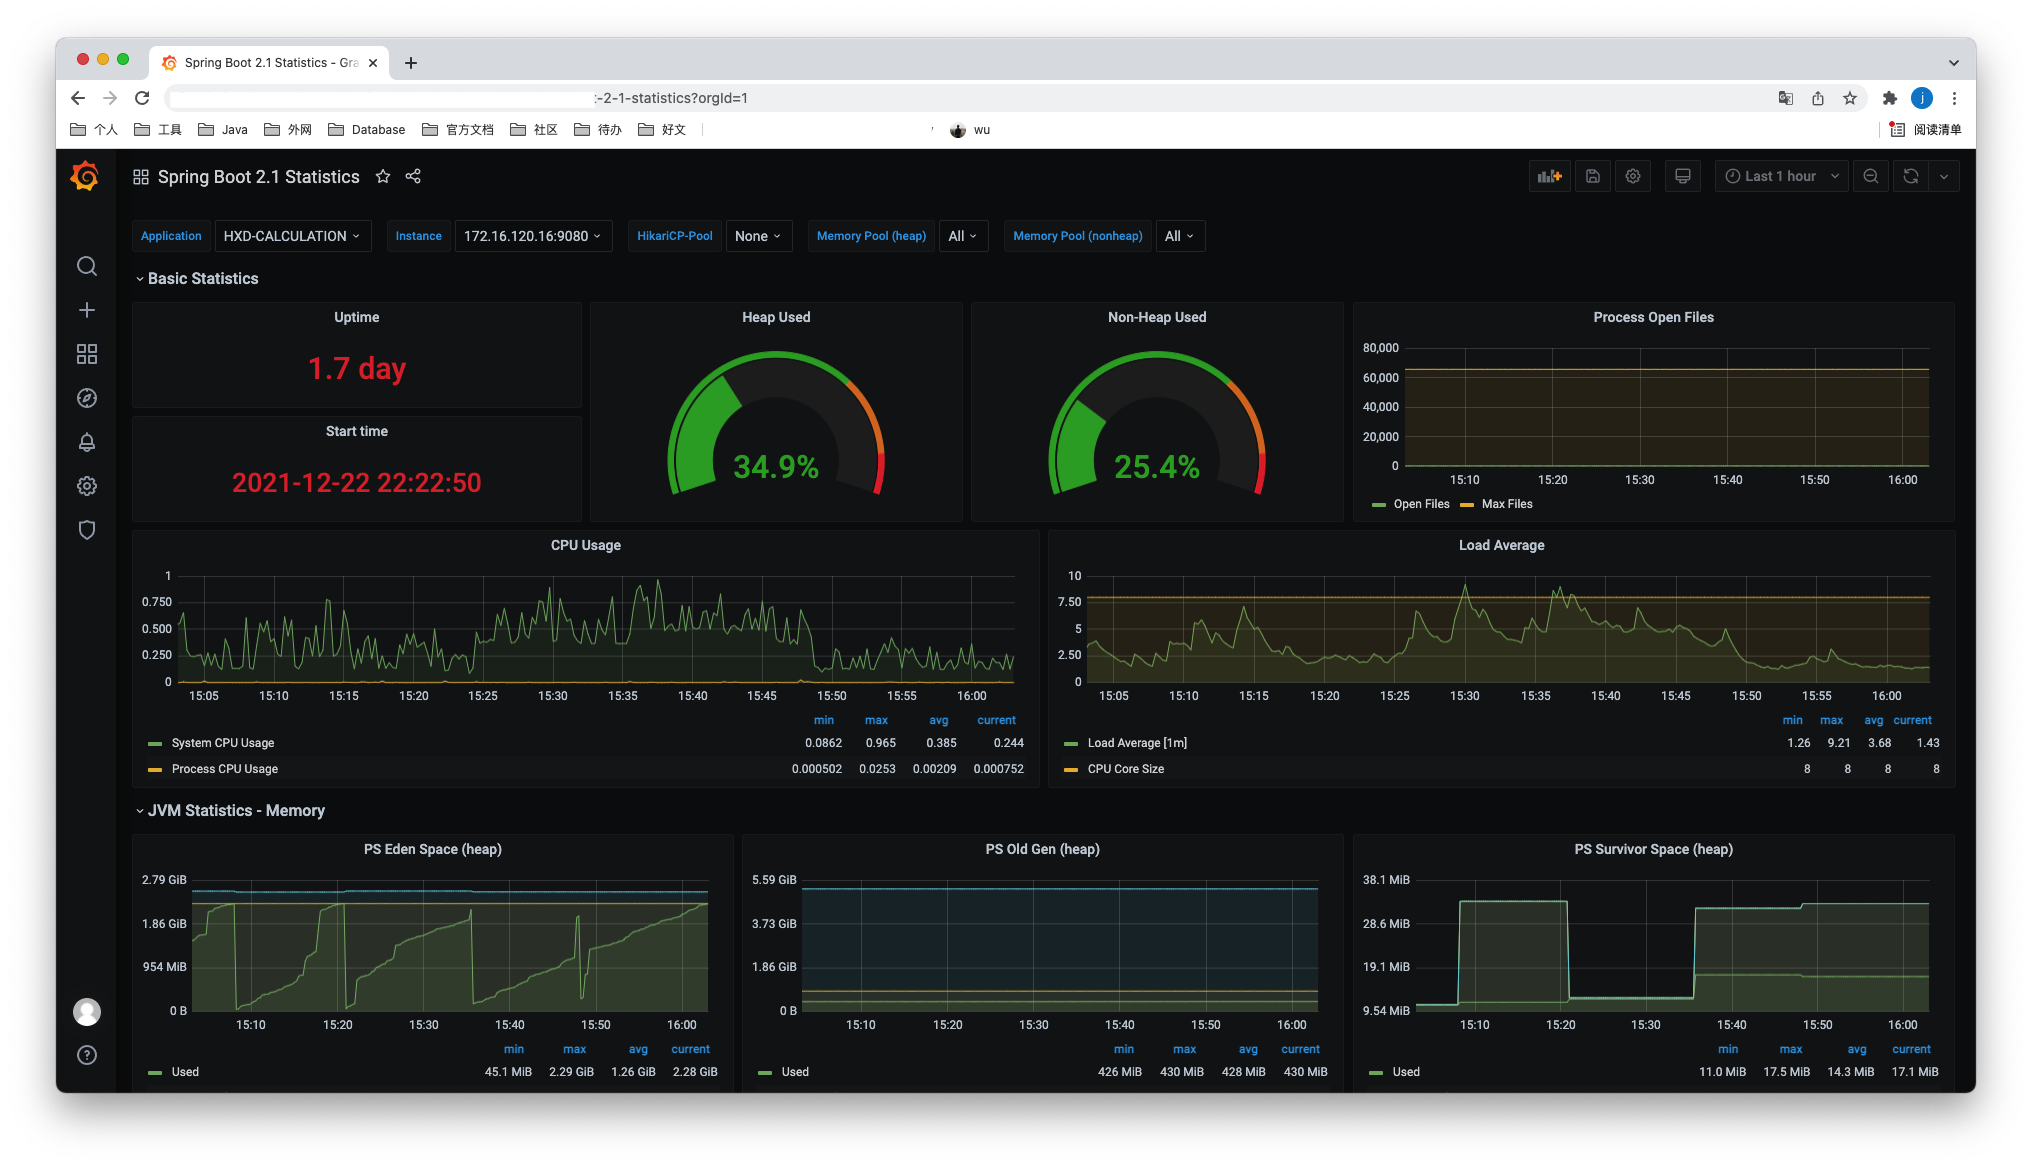 Spring Boot 2.1 Statistics - Gra
:-2-1-statistics?orgId=1
个人 工具 Java 外网 Database 官方文档 社区 待办 好文 wu 阅读清单
j
Spring Boot 2.1 Statistics
Last 1 hour
Application HXD-CALCULATION Instance 172.16.120.16:9080 HikariCP-Pool None Memory Pool (heap) All Memory Pool (nonheap) All
Basic Statistics
Uptime
1.7 day
Start time
2021-12-22 22:22:50
Heap Used
34.9%
Non-Heap Used
25.4%
Process Open Files
80,000
60,000
40,000
20,000
0
15:10 15:20 15:30 15:40 15:50 16:00
Open Files Max Files
CPU Usage
1
0.750
0.500
0.250
0
15:05 15:10 15:15 15:20 15:25 15:30 15:35 15:40 15:45 15:50 15:55 16:00
min max avg current
System CPU Usage 0.0862 0.965 0.385 0.244
Process CPU Usage 0.000502 0.0253 0.00209 0.000752
Load Average
10
7.50
5
2.50
0
15:05 15:10 15:15 15:20 15:25 15:30 15:35 15:40 15:45 15:50 15:55 16:00
min max avg current
Load Average [1m] 1.26 9.21 3.68 1.43
CPU Core Size 8 8 8 8
JVM Statistics - Memory
PS Eden Space (heap)
2.79 GiB
1.86 GiB
954 MiB
0 B
15:10 15:20 15:30 15:40 15:50 16:00
min max avg current
Used 45.1 MiB 2.29 GiB 1.26 GiB 2.28 GiB
PS Old Gen (heap)
5.59 GiB
3.73 GiB
1.86 GiB
0 B
15:10 15:20 15:30 15:40 15:50 16:00
min max avg current
Used 426 MiB 430 MiB 428 MiB 430 MiB
PS Survivor Space (heap)
38.1 MiB
28.6 MiB
19.1 MiB
9.54 MiB
15:10 15:20 15:30 15:40 15:50 16:00
min max avg current
Used 11.0 MiB 17.5 MiB 14.3 MiB 17.1 MiB